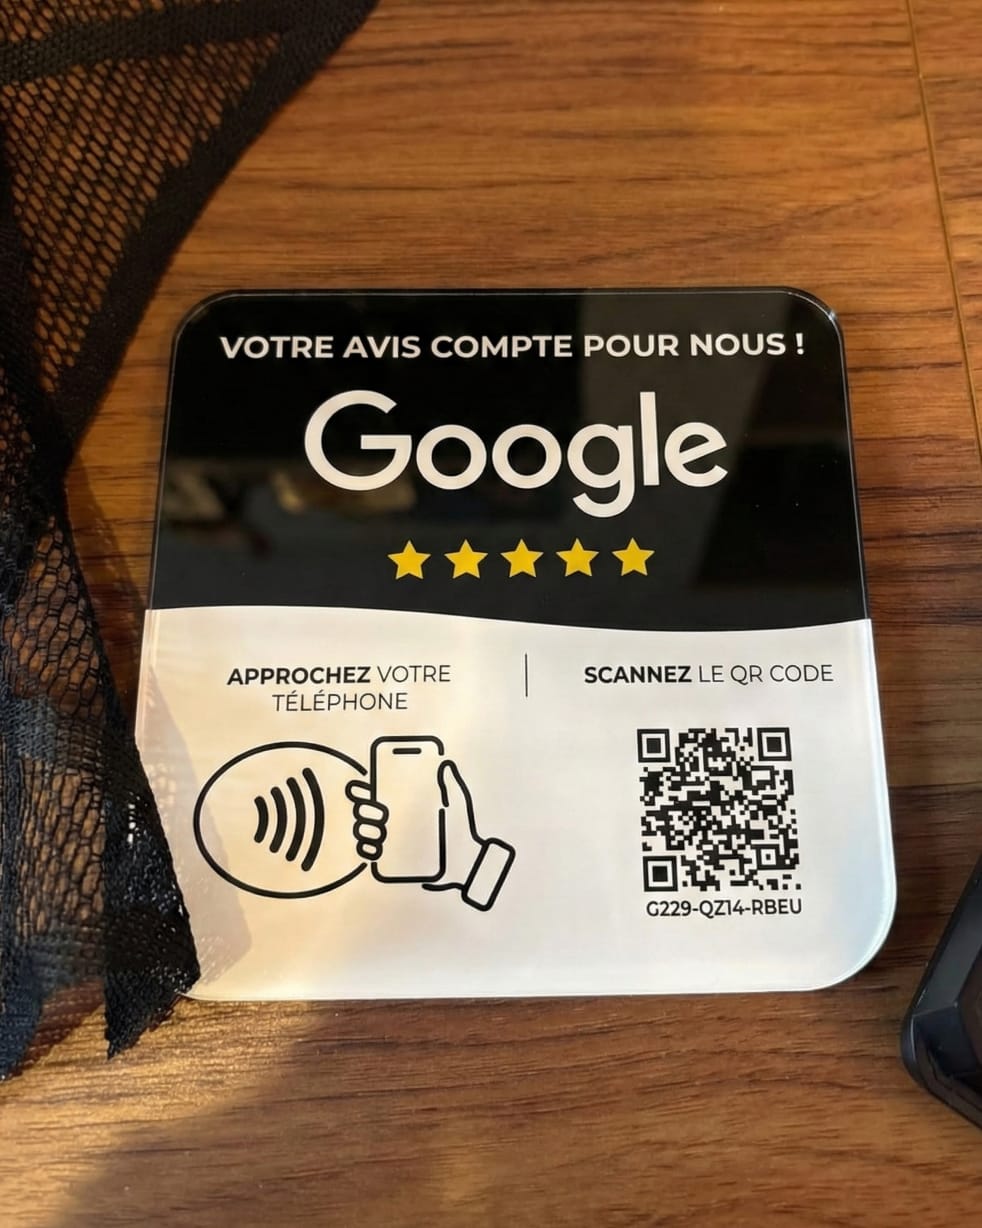 VOTRE AVIS COMPTE POUR NOUS !
Google
APPROCHEZ VOTRE
TÉLÉPHONE
SCANNEZ LE QR CODE
G229-QZ14-RBEU